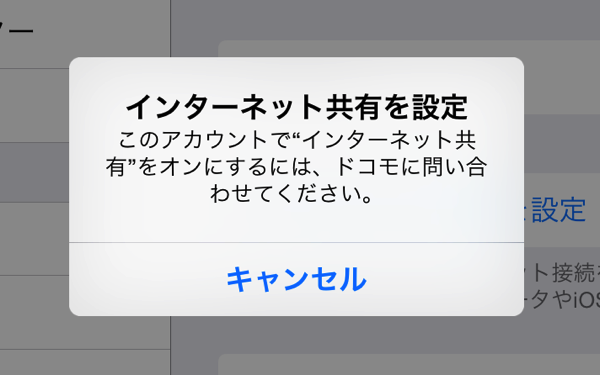 ー
インターネット共有を設定
このアカウントで“インターネット共
有”をオンにするには、ドコモに問い合
わせてください。
設定
キャンセル
ット接続を
ータやiOS